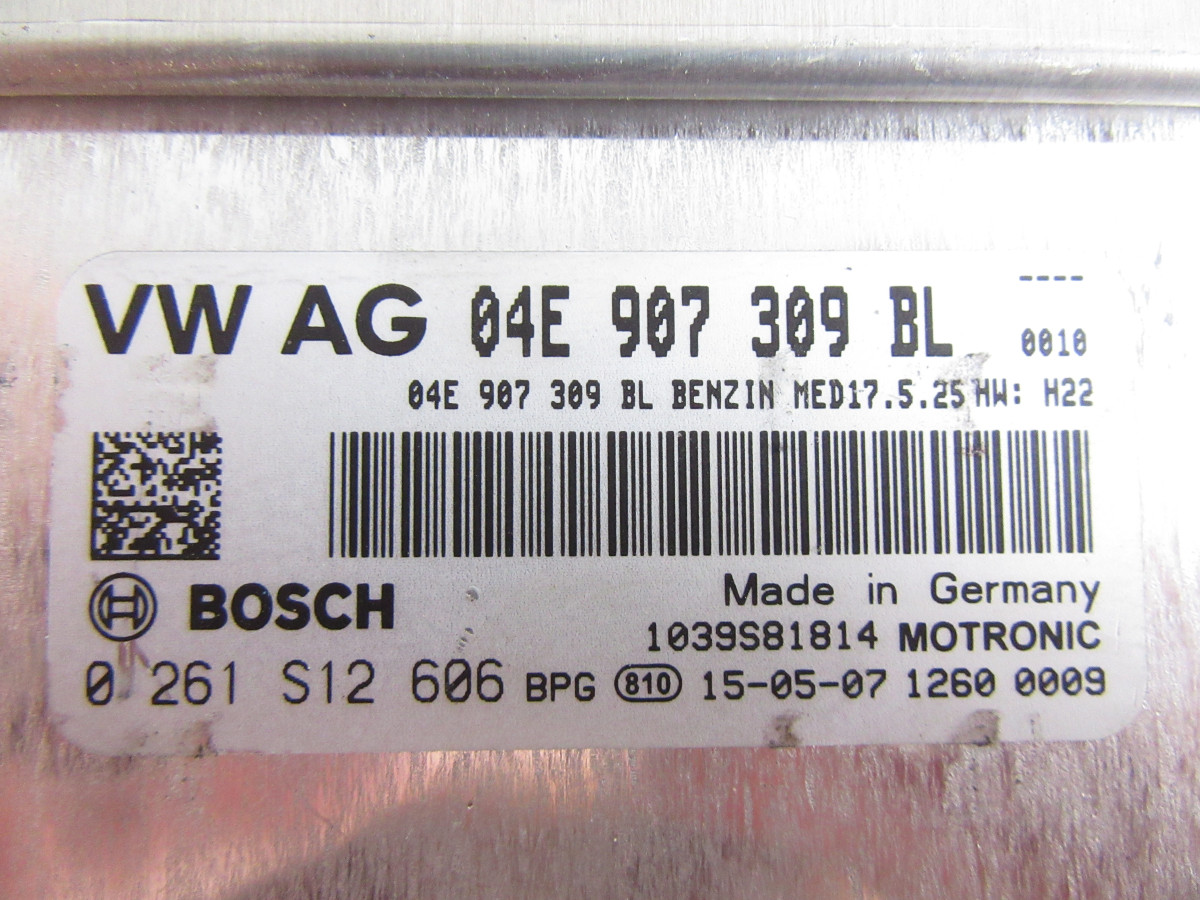 VW AG 04E 907 309 BL ----
0010
04E 907 309 BL BENZIN MED17.5.25 HW: H22
BOSCH
Made in Germany
1039S81814 MOTRONIC
0 261 S12 606 BPG 810 15-05-07 1260 0009